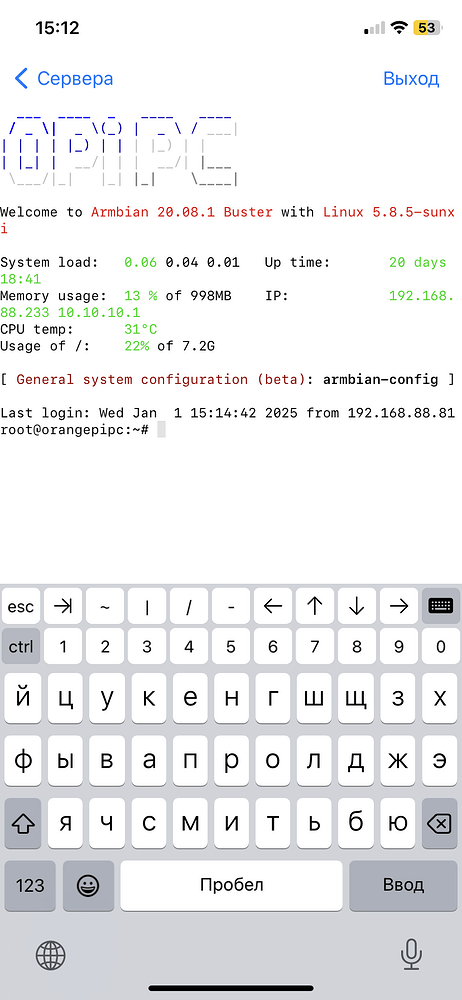 15:12
53
Сервера
Выход
OPiPC
Welcome to Armbian 20.08.1 Buster with Linux 5.8.5-sunx
i
System load: 0.06 0.04 0.01 Up time: 20 days
18:41
Memory usage: 13 % of 998MB IP: 192.168.
88.233 10.10.10.1
CPU temp: 31°C
Usage of /: 22% of 7.2G
[ General system configuration (beta): armbian-config ]
Last login: Wed Jan  1 15:14:42 2025 from 192.168.88.81
root@orangepipc:~#
esc ~ | / - ← ↑ ↓ →
ctrl 1 2 3 4 5 6 7 8 9 0
й ц у к е н г ш щ з х
ф ы в а п р о л д ж э
я ч с м и т ь б ю
123 Пробел Ввод